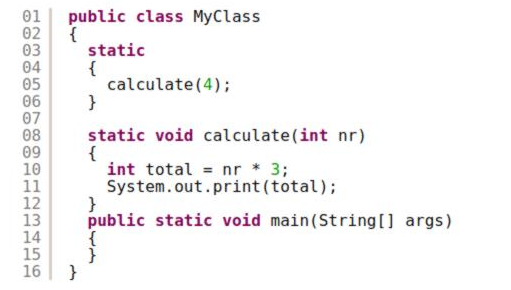 01 public class MyClass
02 {
03   static
04   {
05     calculate(4);
06   }
07
08   static void calculate(int nr)
09   {
10     int total = nr * 3;
11     System.out.print(total);
12   }
13   public static void main(String[] args)
14   {
15   }
16 }